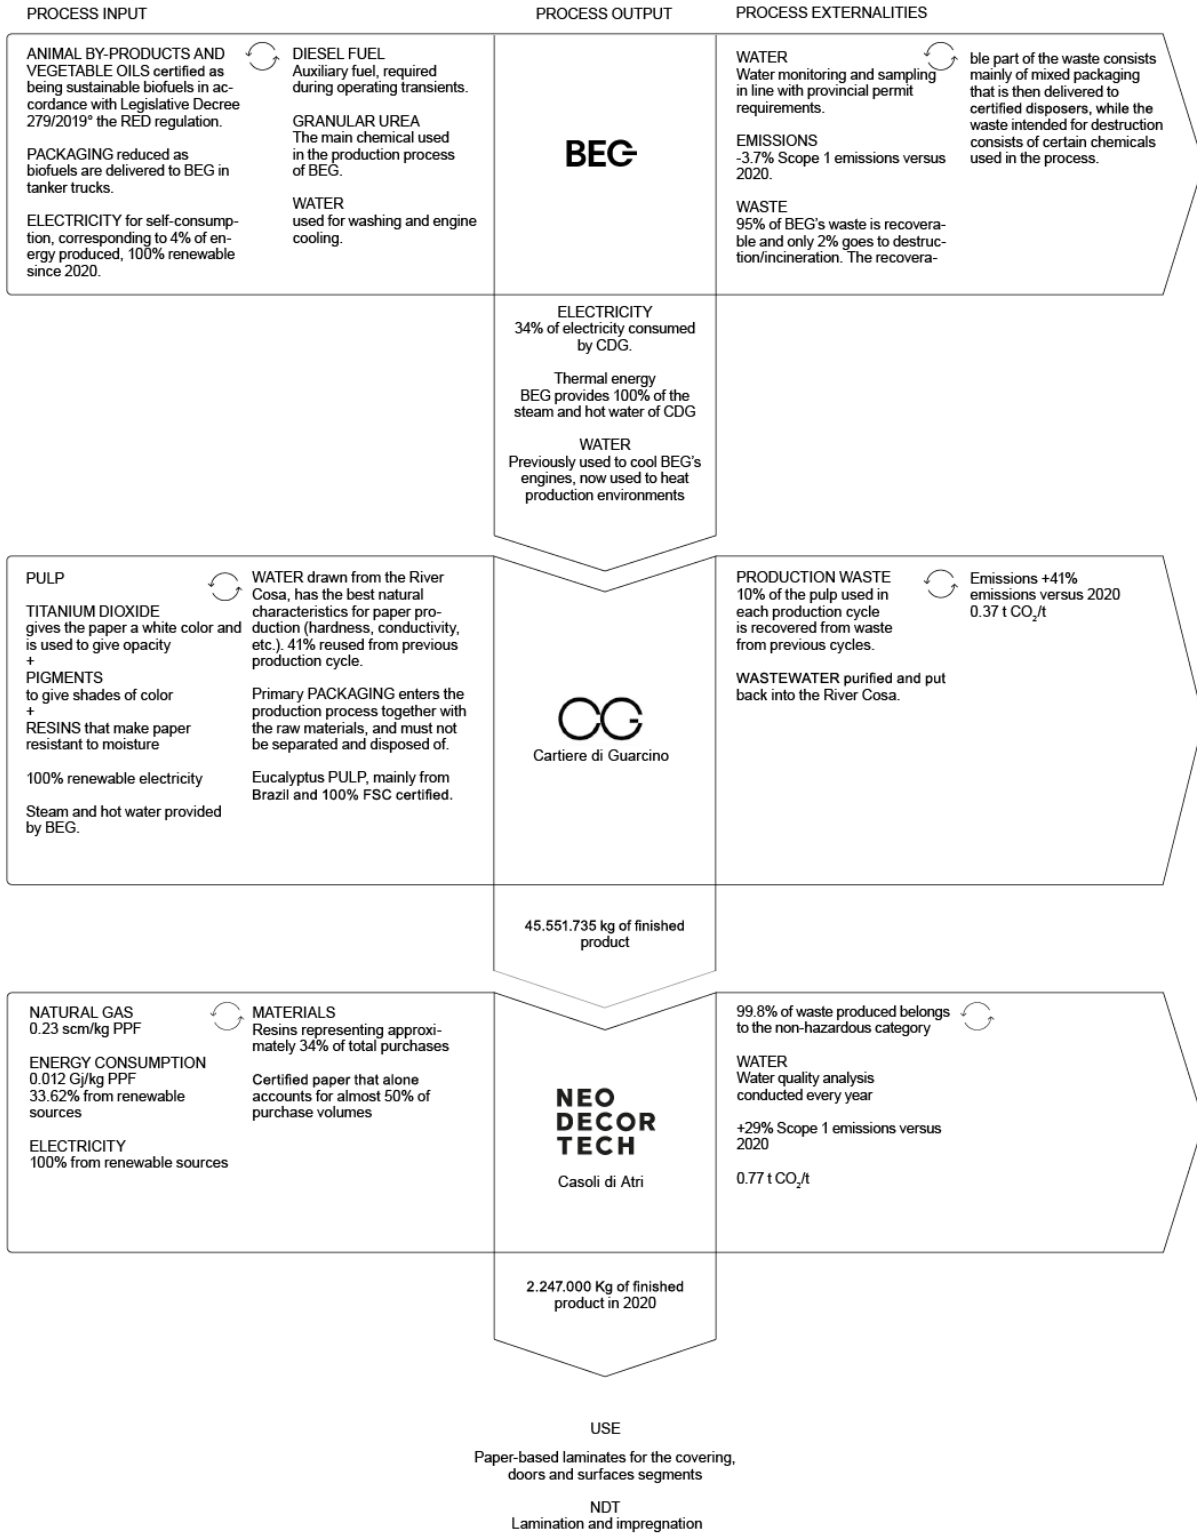 PROCESS INPUT
PROCESS OUTPUT
PROCESS EXTERNALITIES
ANIMAL BY-PRODUCTS AND
VEGETABLE OILS certified as
being sustainable biofuels in ac-
cordance with Legislative Decree
279/2019° the RED regulation.
PACKAGING reduced as
biofuels are delivered to BEG in
tanker trucks.
ELECTRICITY for self-consump-
tion, corresponding to 4% of en-
ergy produced, 100% renewable
since 2020.
DIESEL FUEL
Auxiliary fuel, required
during operating transients.
GRANULAR UREA
The main chemical used
in the production process
of BEG.
WATER
used for washing and engine
cooling.
BEG
WATER
Water monitoring and sampling
in line with provincial permit
requirements.
EMISSIONS
-3.7% Scope 1 emissions versus
2020.
WASTE
95% of BEG's waste is recovera-
ble and only 2% goes to destruc-
tion/incineration. The recovera-
ble part of the waste consists
mainly of mixed packaging
that is then delivered to
certified disposers, while the
waste intended for destruction
consists of certain chemicals
used in the process.
ELECTRICITY
34% of electricity consumed
by CDG.
Thermal energy
BEG provides 100% of the
steam and hot water of CDG
WATER
Previously used to cool BEG's
engines, now used to heat
production environments
PULP
TITANIUM DIOXIDE
gives the paper a white color and
is used to give opacity
+
PIGMENTS
to give shades of color
+
RESINS that make paper
resistant to moisture
100% renewable electricity
Steam and hot water provided
by BEG.
WATER drawn from the River
Cosa, has the best natural
characteristics for paper pro-
duction (hardness, conductivity,
etc.). 41% reused from previous
production cycle.
Primary PACKAGING enters the
production process together with
the raw materials, and must not
be separated and disposed of.
Eucalyptus PULP, mainly from
Brazil and 100% FSC certified.
CG
Cartiere di Guarcino
PRODUCTION WASTE
10% of the pulp used in
each production cycle
is recovered from waste
from previous cycles.
WASTEWATER purified and put
back into the River Cosa.
Emissions +41%
emissions versus 2020
0.37 t CO₂/t
45.551.735 kg of finished
product
NATURAL GAS
0.23 scm/kg PPF
ENERGY CONSUMPTION
0.012 Gj/kg PPF
33.62% from renewable
sources
ELECTRICITY
100% from renewable sources
MATERIALS
Resins representing approxi-
mately 34% of total purchases
Certified paper that alone
accounts for almost 50% of
purchase volumes
NEO
DECOR
TECH
Casoli di Atri
99.8% of waste produced belongs
to the non-hazardous category
WATER
Water quality analysis
conducted every year
+29% Scope 1 emissions versus
2020
0.77 t CO₂/t
2.247.000 Kg of finished
product in 2020
USE
Paper-based laminates for the covering,
doors and surfaces segments
NDT
Lamination and impregnation